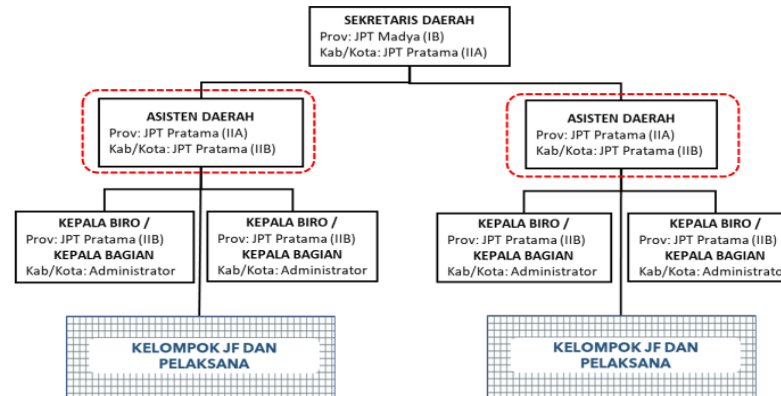 SEKRETARIS DAERAH
Prov: JPT Madya (IB)
Kab/Kota: JPT Pratama (IIA)
ASISTEN DAERAH
Prov: JPT Pratama (IIA)
Kab/Kota: JPT Pratama (IIB)
ASISTEN DAERAH
Prov: JPT Pratama (IIA)
Kab/Kota: JPT Pratama (IIB)
KEPALA BIRO /
Prov: JPT Pratama (IIB)
KEPALA BAGIAN
Kab/Kota: Administrator
KEPALA BIRO /
Prov: JPT Pratama (IIB)
KEPALA BAGIAN
Kab/Kota: Administrator
KEPALA BIRO /
Prov: JPT Pratama (IIB)
KEPALA BAGIAN
Kab/Kota: Administrator
KEPALA BIRO /
Prov: JPT Pratama (IIB)
KEPALA BAGIAN
Kab/Kota: Administrator
KELOMPOK JF DAN
PELAKSANA
KELOMPOK JF DAN
PELAKSANA